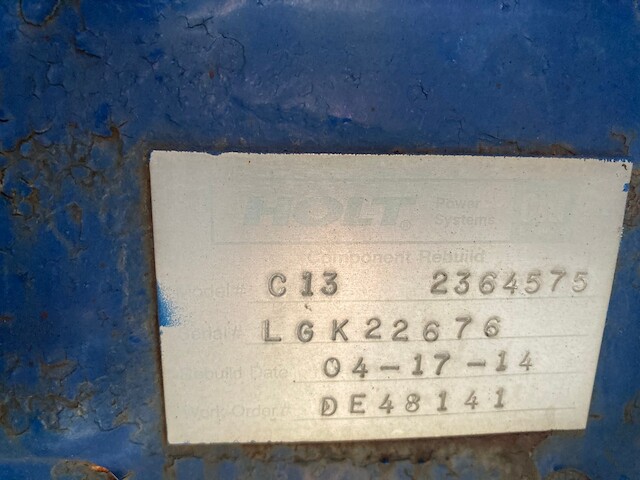 HOLT® Power
Systems
Component Rebuild
Model# C13 2364575
Serial# LGK22676
Rebuild Date 04-17-14
Work Order# DE48141